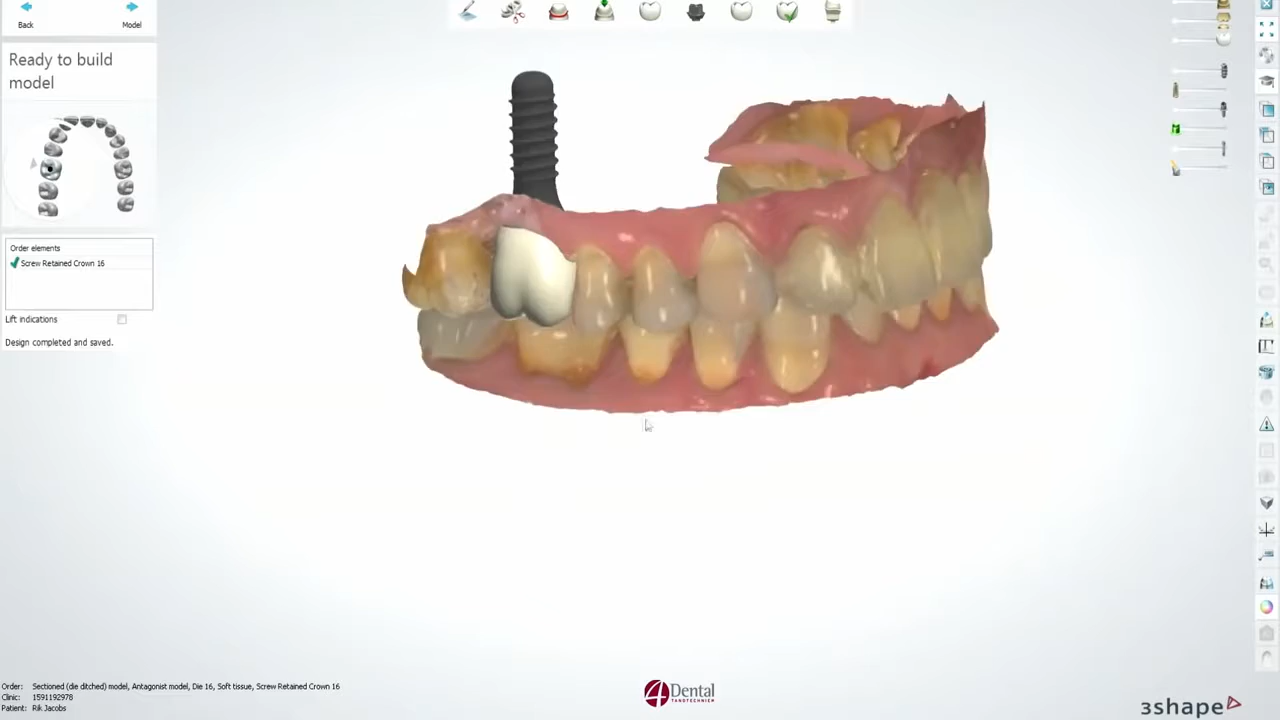 Back Model
Ready to build
model
Order elements
Screw Retained Crown 16
Lift indications
Design completed and saved.
Order: Sectioned (die ditched) model, Antagonist model, Die 16, Soft tissue, Screw Retained Crown 16
Clinic: 1591192978
Patient: Rik Jacobs
4Dental
TANDTECHNIEK
3shape